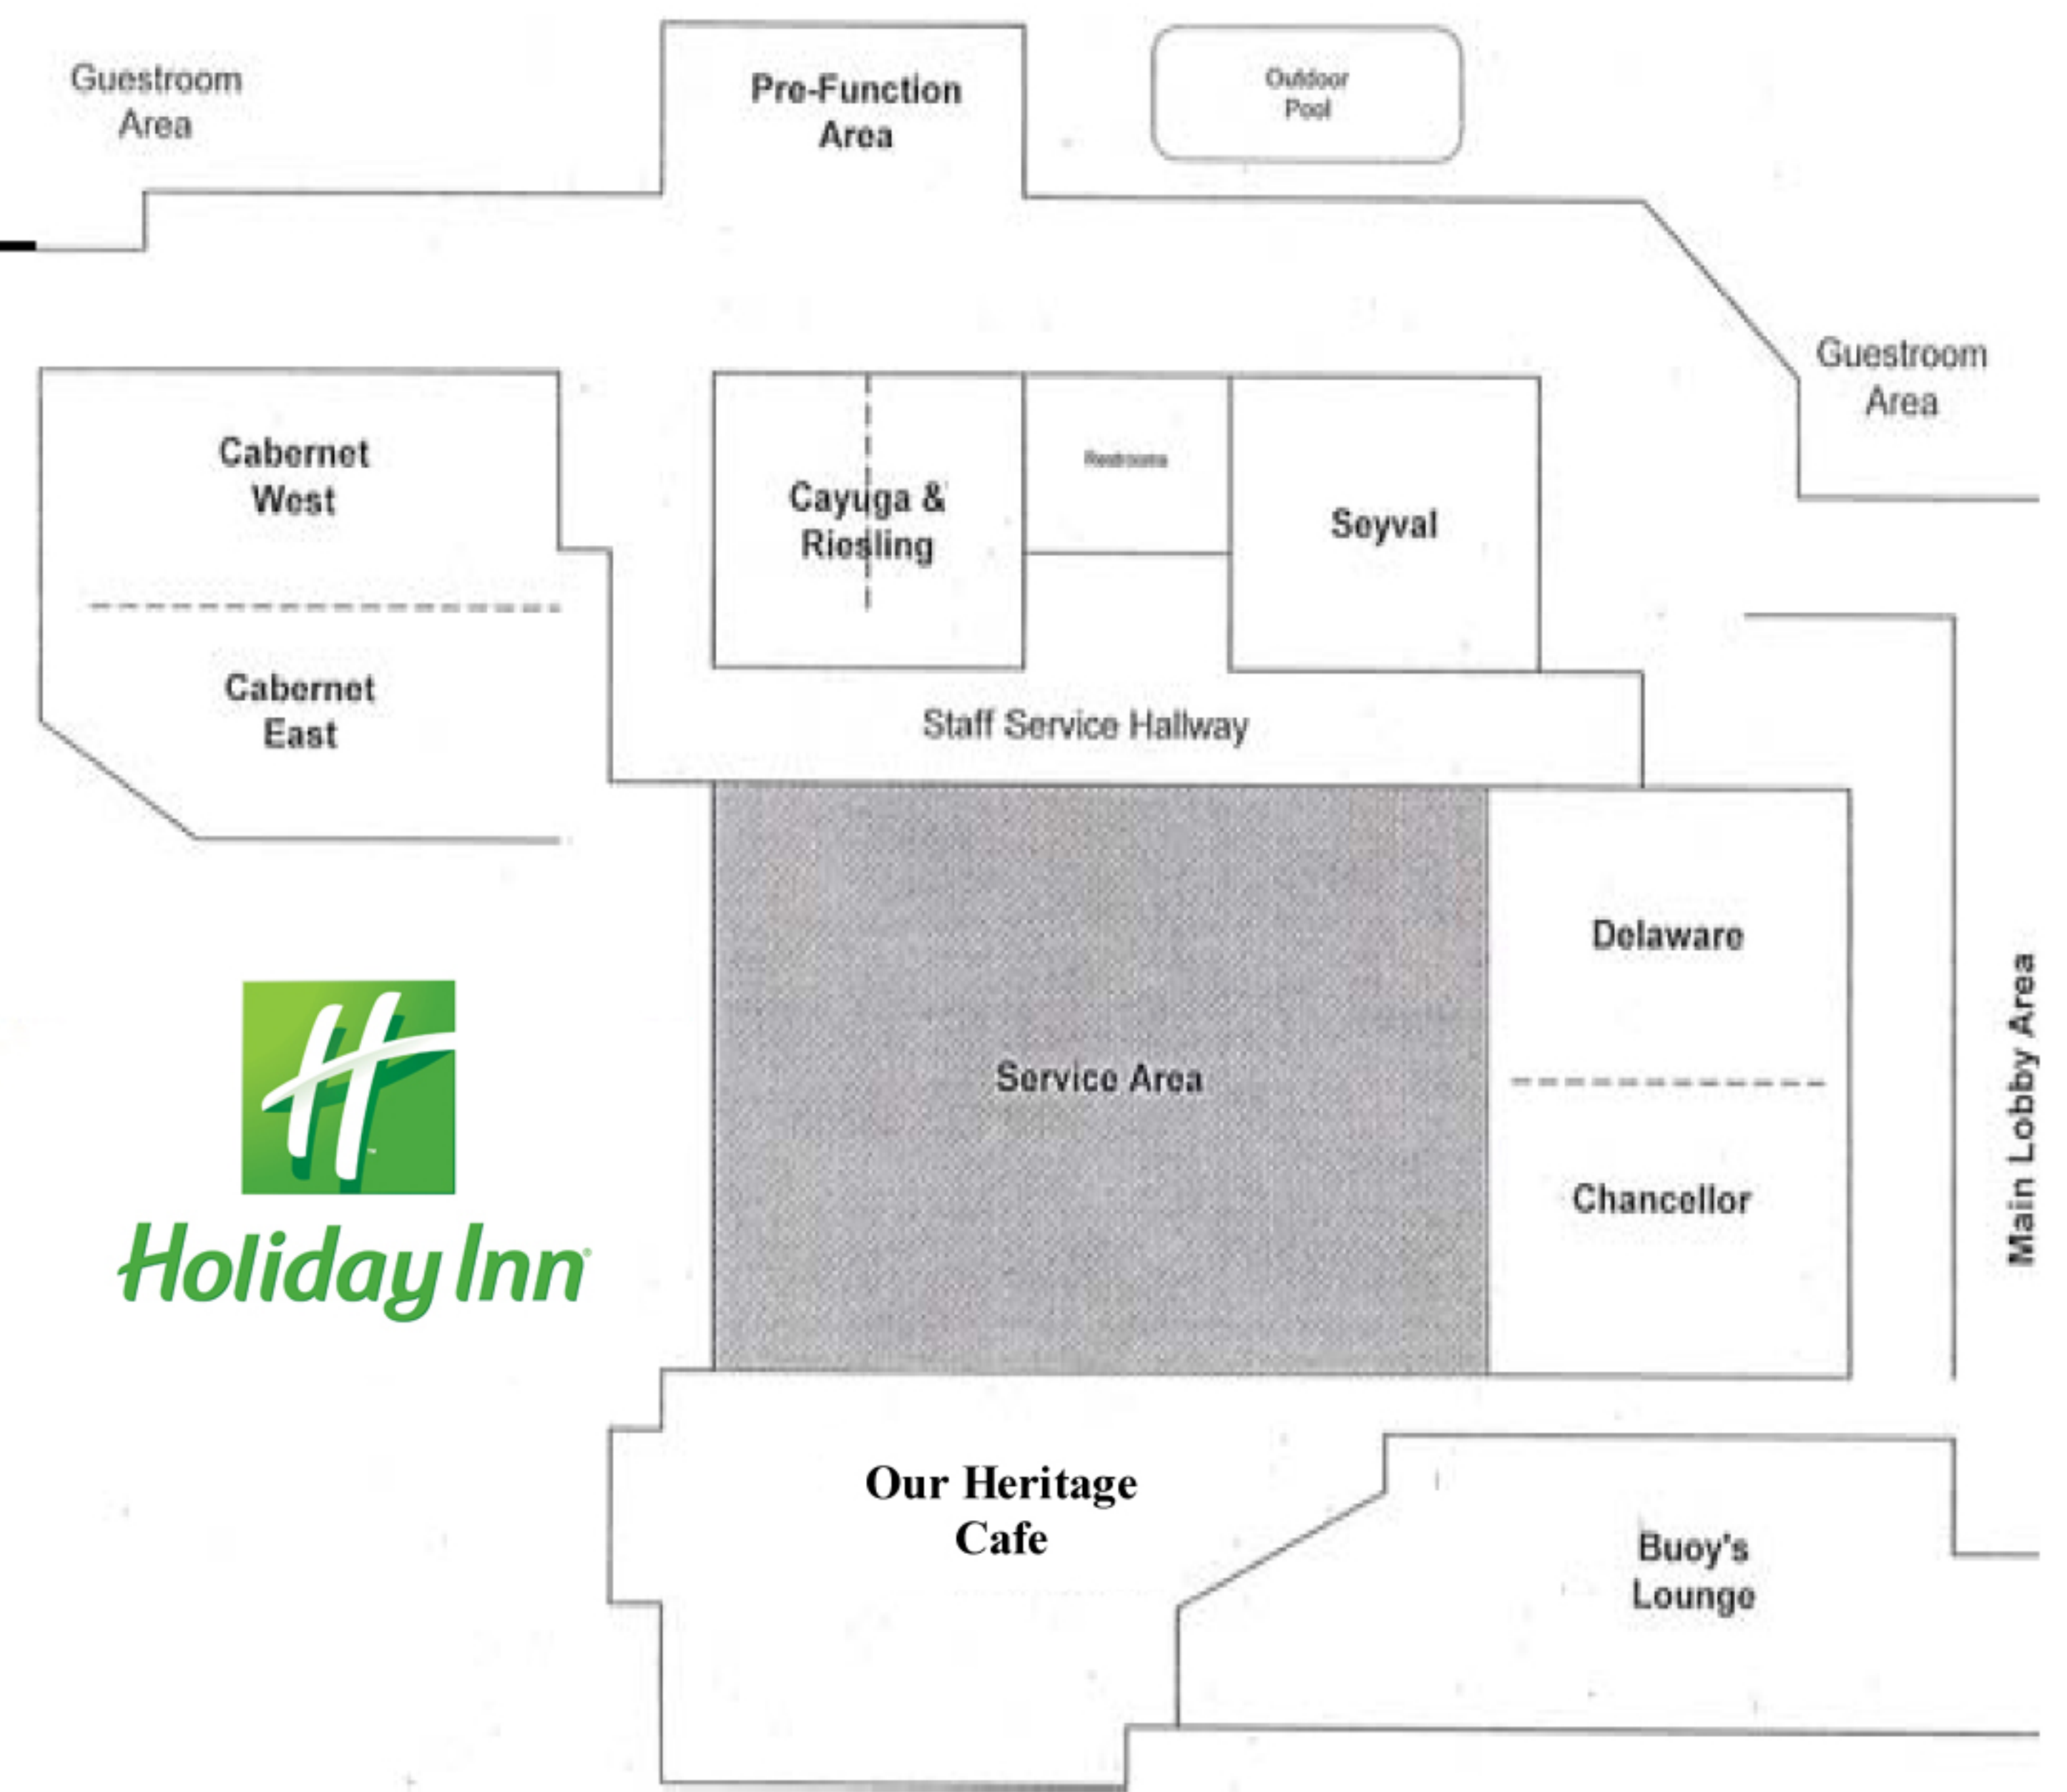 Guestroom
Area
Pre-Function
Area
Outdoor
Pool
Guestroom
Area
Cabernet
West
Cayuga &
Riesling
Restrooms
Seyval
Cabernet
East
Staff Service Hallway
Delaware
Service Area
Chancellor
Main Lobby Area
H
Holiday Inn
Our Heritage
Cafe
Buoy's
Lounge